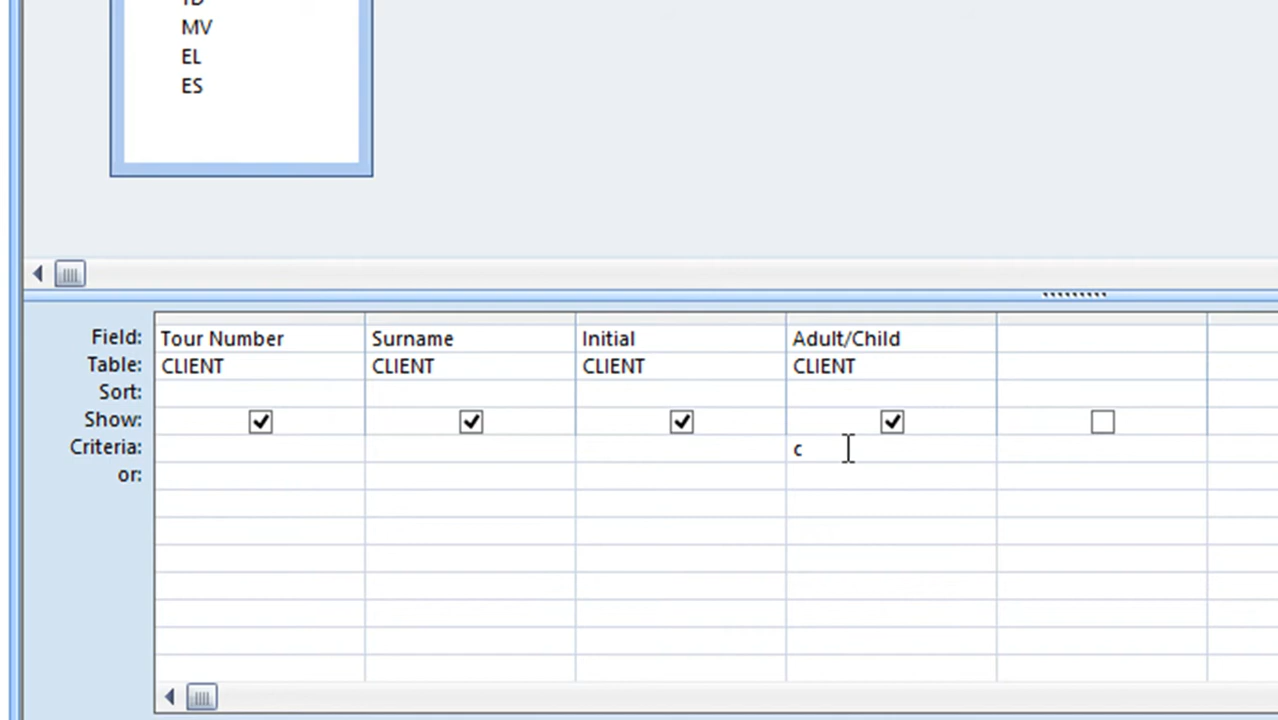 MV
EL
ES
Field: Tour Number Surname Initial Adult/Child
Table: CLIENT CLIENT CLIENT CLIENT
Sort:
Show:
Criteria: c
or: